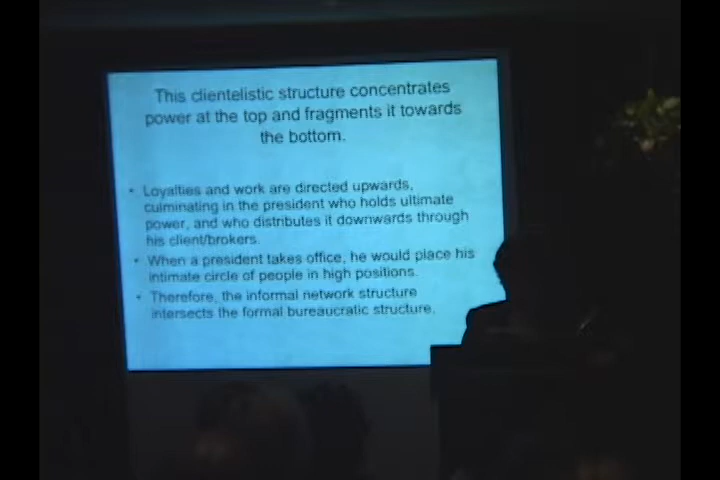 This clientelistic structure concentrates
power at the top and fragments it towards
the bottom.
• Loyalties and work are directed upwards,
culminating in the president who holds ultimate
power, and who distributes it downwards through
his client/brokers.
• When a president takes office, he would place his
intimate circle of people in high positions.
• Therefore, the informal network structure
intersects the formal bureaucratic structure.